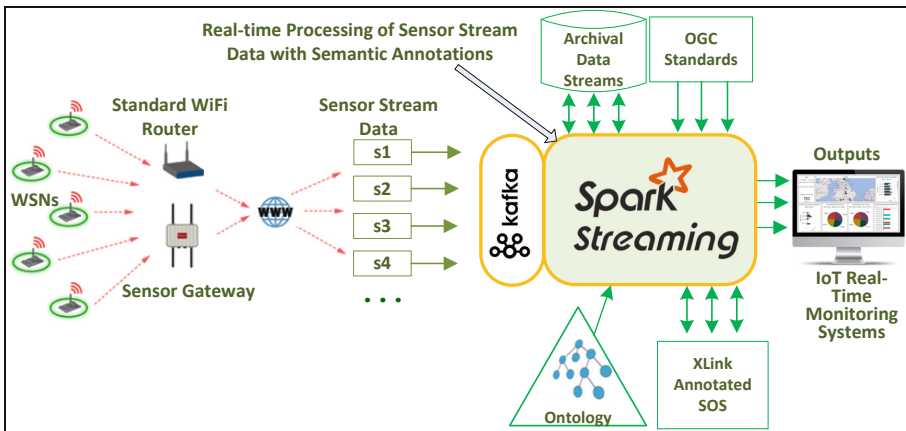 Real-time Processing of Sensor Stream
Data with Semantic Annotations
Archival
Data
Streams
OGC
Standards
Standard WiFi
Router
Sensor Stream
Data
WSNs
Sensor Gateway
WWW
s1
s2
s3
s4
...
kafka
Spark
Streaming
Outputs
IoT Real-
Time
Monitoring
Systems
Ontology
XLink
Annotated
SOS